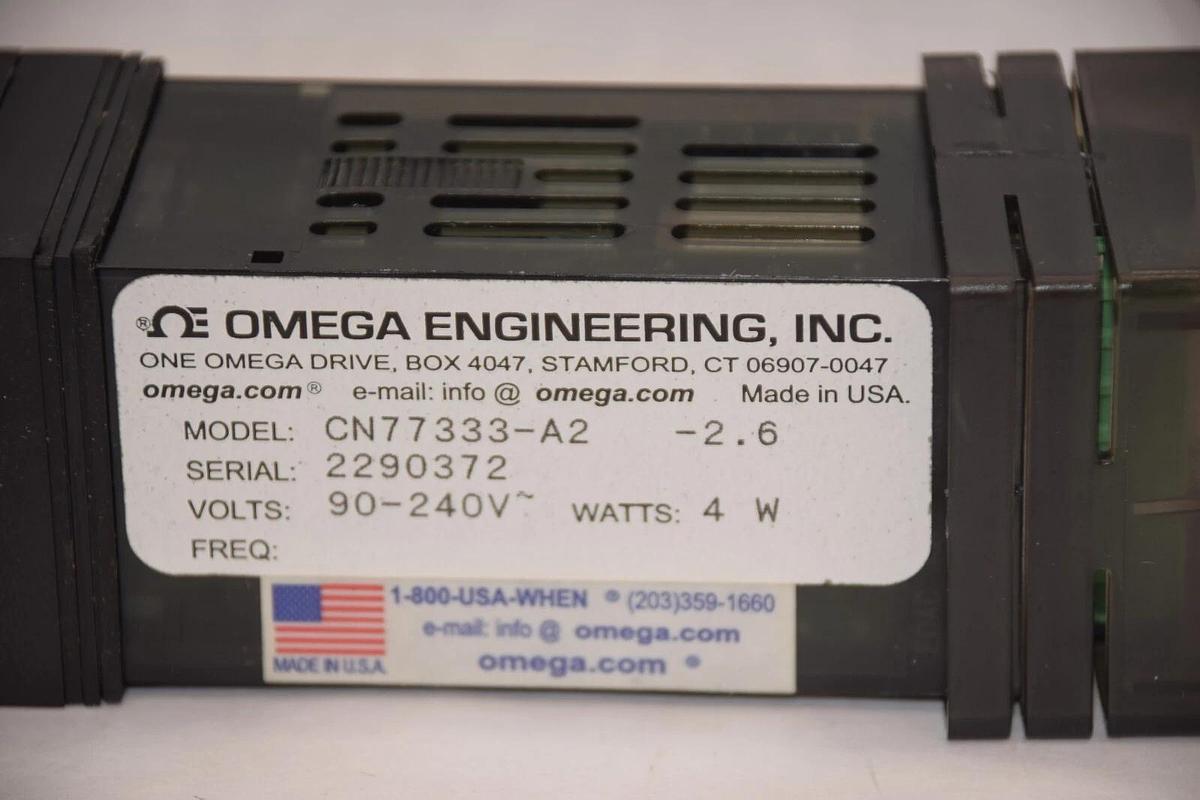 ® ΩE OMEGA ENGINEERING, INC.
ONE OMEGA DRIVE, BOX 4047, STAMFORD, CT 06907-0047
omega.com® e-mail: info @ omega.com Made in USA.
MODEL: CN77333-A2 -2.6
SERIAL: 2290372
VOLTS: 90-240V~ WATTS: 4 W
FREQ:
1-800-USA-WHEN ® (203)359-1660
e-mail: info @ omega.com
omega.com ®
MADE IN U.S.A.